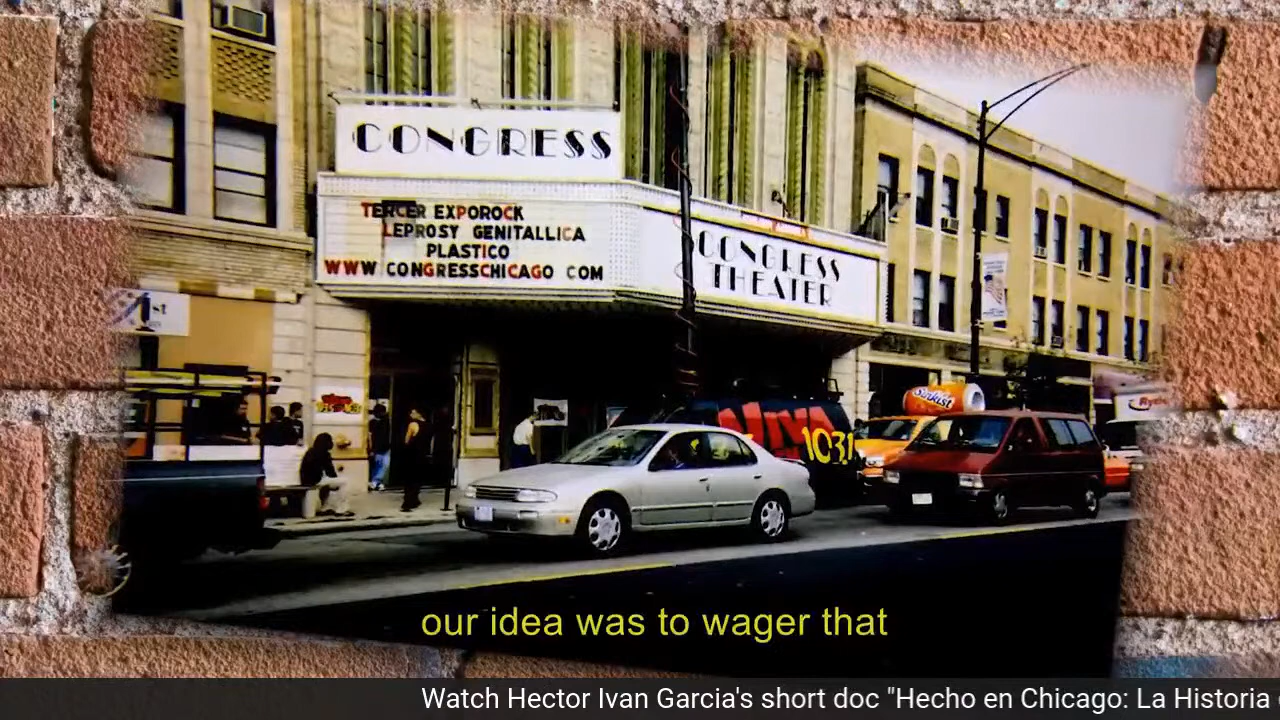 CONGRESS
TERCER EXPOROCK
LEPROSY GENITALLICA
PLASTICO
WWW CONGRESSCHICAGO COM
CONGRESS
THEATER
Sunkist
VIVA
103.1
our idea was to wager that
Watch Hector Ivan Garcia's short doc "Hecho en Chicago: La Historia